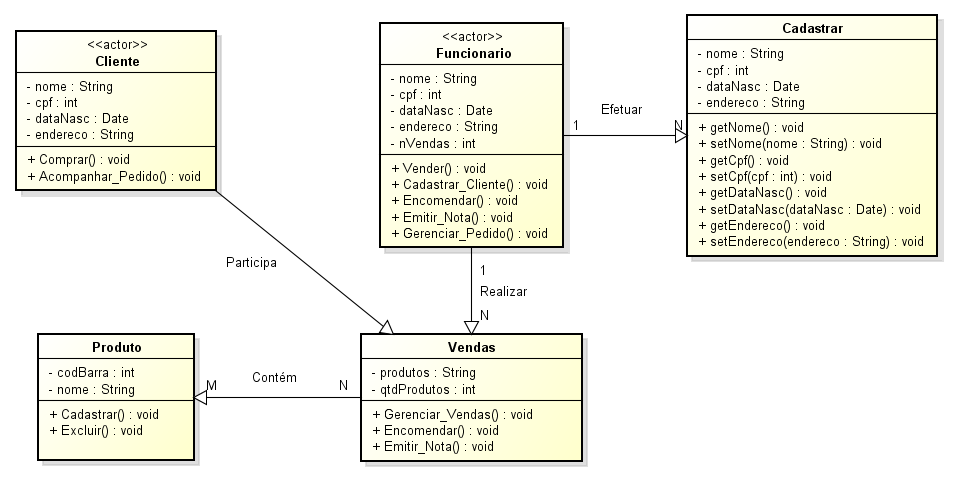 <<actor>>
Cliente
- nome : String
- cpf : int
- dataNasc : Date
- endereco : String
+ Comprar() : void
+ Acompanhar_Pedido() : void
<<actor>>
Funcionario
- nome : String
- cpf : int
- dataNasc : Date
- endereco : String
- nVendas : int
+ Vender() : void
+ Cadastrar_Cliente() : void
+ Encomendar() : void
+ Emitir_Nota() : void
+ Gerenciar_Pedido() : void
Efetuar
1
N
Cadastrar
- nome : String
- cpf : int
- dataNasc : Date
- endereco : String
+ getNome() : void
+ setNome(nome : String) : void
+ getCpf() : void
+ setCpf(cpf : int) : void
+ getDataNasc() : void
+ setDataNasc(dataNasc : Date) : void
+ getEndereco() : void
+ setEndereco(endereco : String) : void
Participa
1
Realizar
N
Produto
- codBarra : int
- nome : String
+ Cadastrar() : void
+ Excluir() : void
M
Contém
N
Vendas
- produtos : String
- qtdProdutos : int
+ Gerenciar_Vendas() : void
+ Encomendar() : void
+ Emitir_Nota() : void